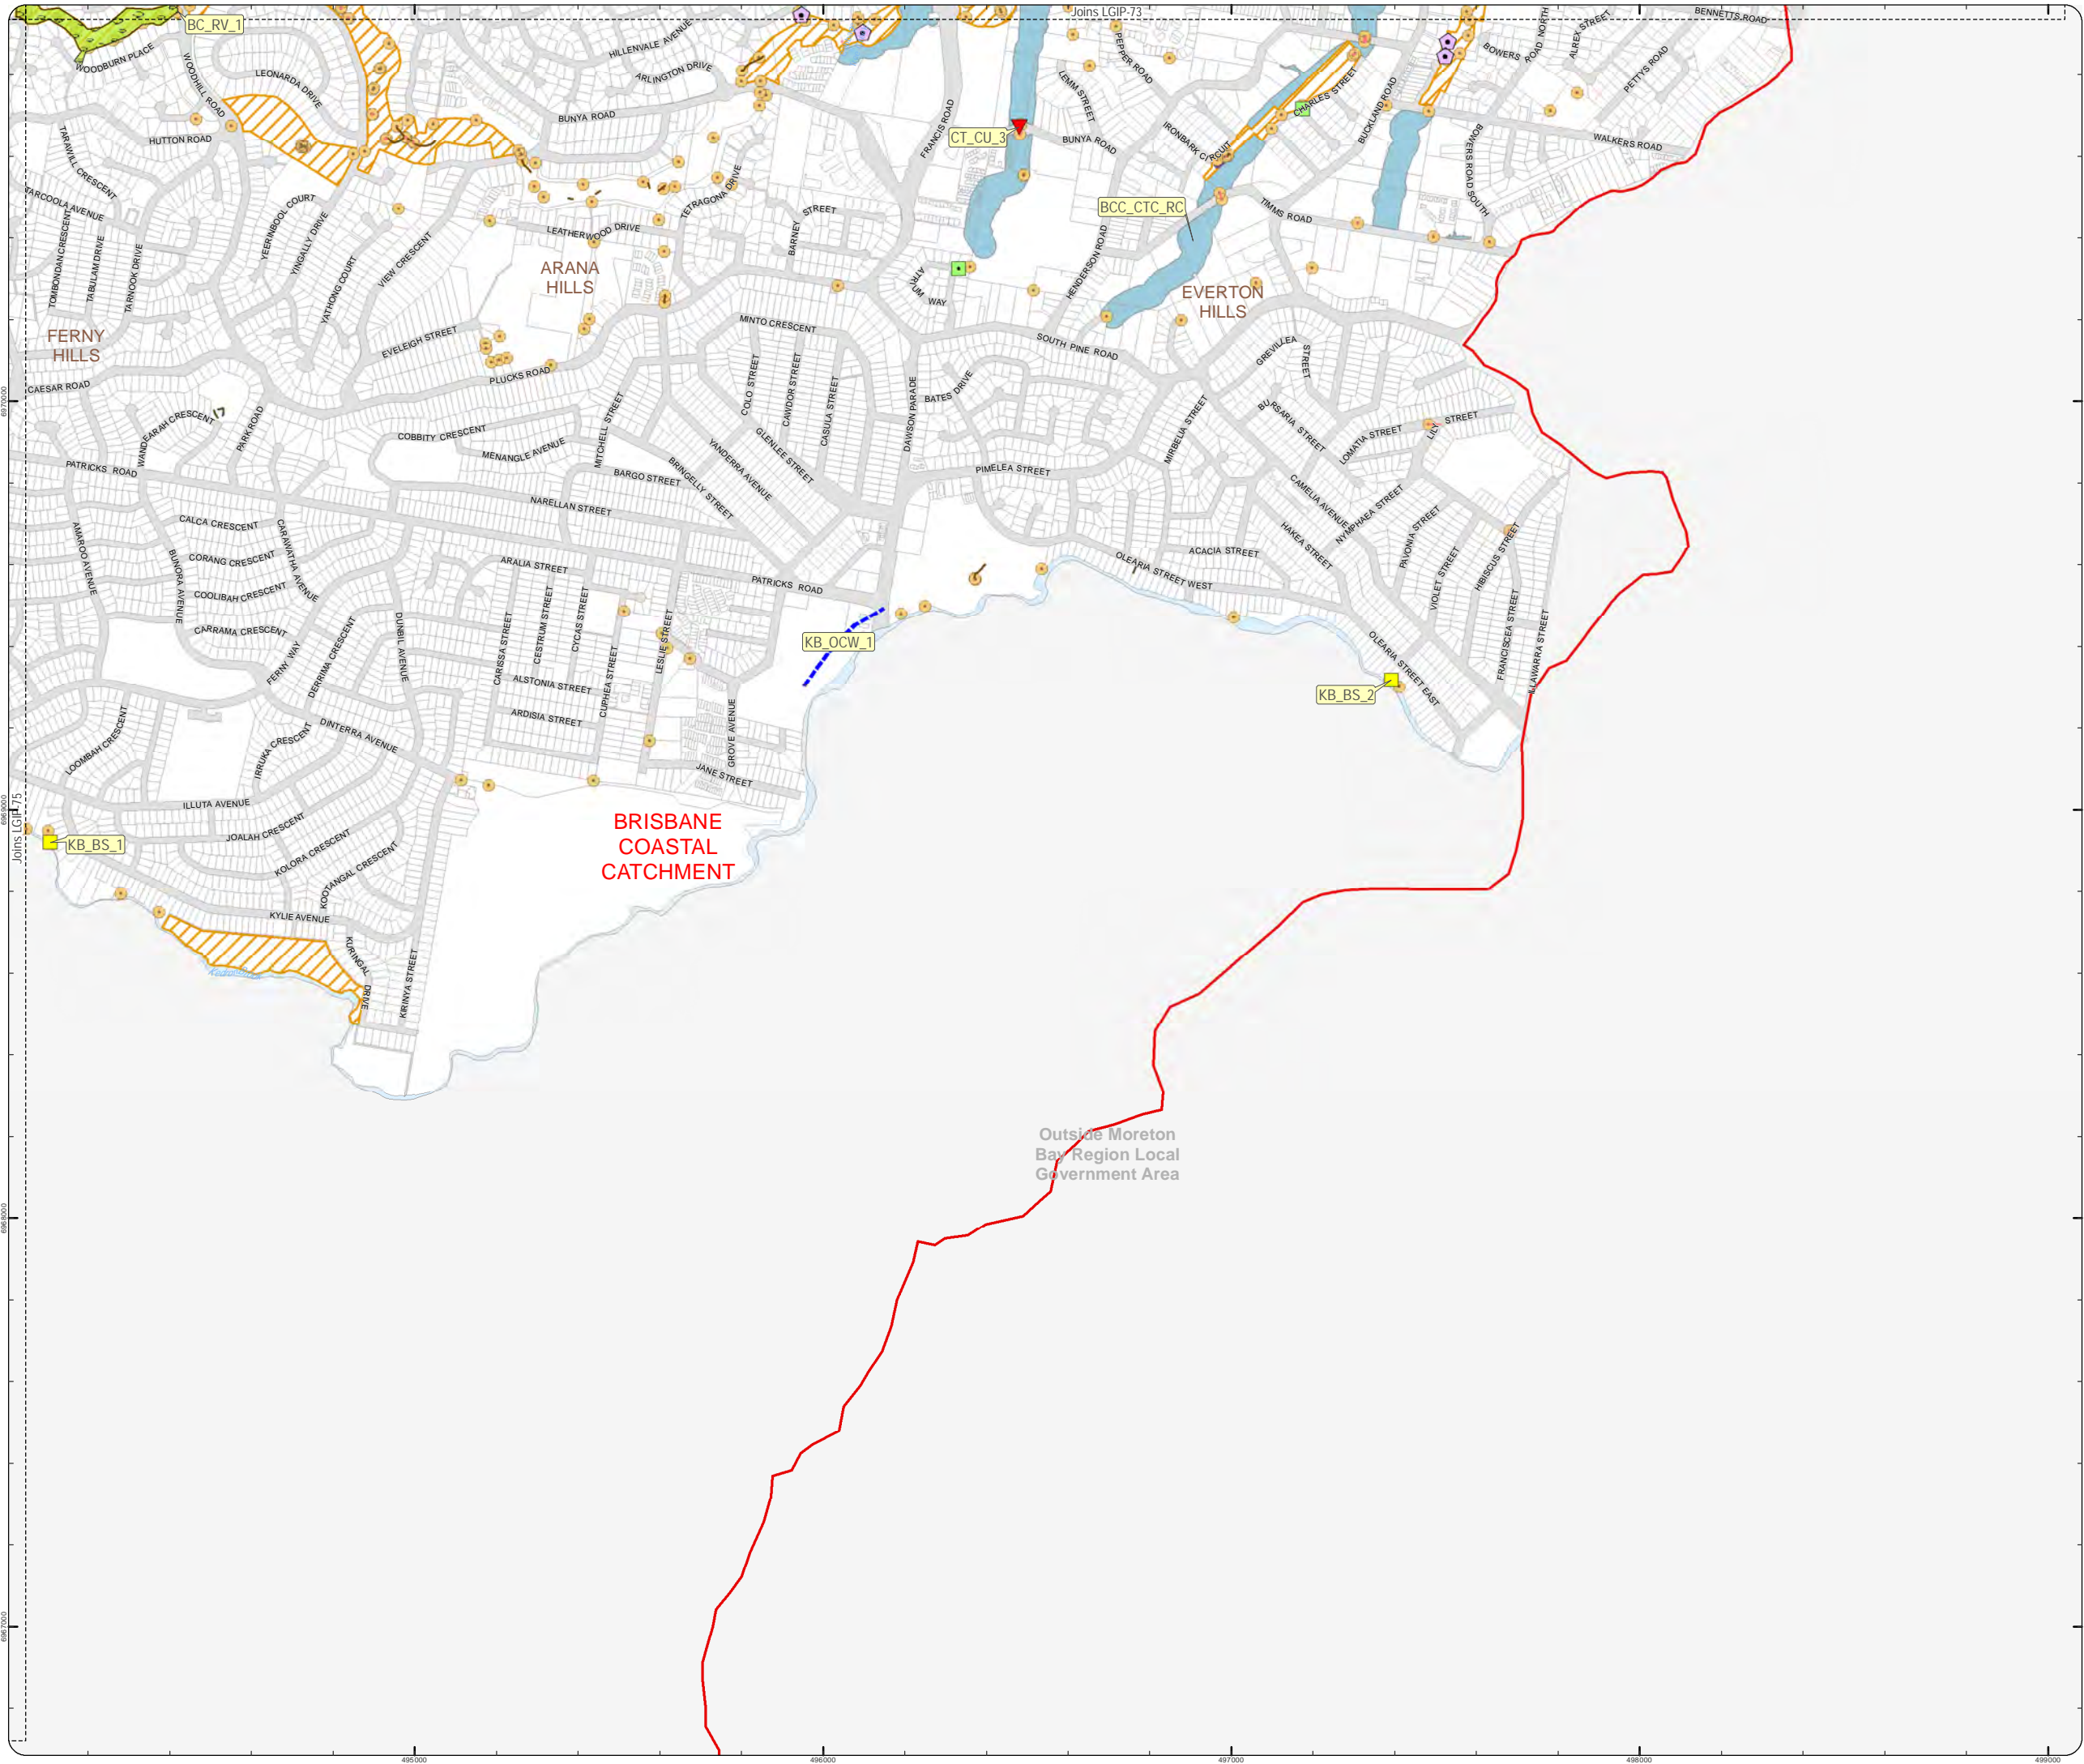 Joins LGIP-73
BENNETTS ROAD
BC_RV_1
WOODBURN PLACE
WOODHILL ROAD
LEONARDA DRIVE
HILLENVALE AVENUE
ARLINGTON DRIVE
BUNYA ROAD
HUTTON ROAD
TARAWILL CRESCENT
TARCOOLA AVENUE
TOMBONDAN CRESCENT
TABULAM DRIVE
TARNOOK DRIVE
YEERINBOOL COURT
YINGALLY DRIVE
YATHONG COURT
VIEW CRESCENT
LEATHERWOOD DRIVE
TETRAGONA DRIVE
BARNEY STREET
FRANCIS ROAD
CT_CU_3
LEMM STREET
PEPPER ROAD
BUNYA ROAD
IRONBARK CIRCUIT
CHARLES STREET
BUCKLAND ROAD
BOWERS ROAD NORTH
ALREX STREET
PETTYS ROAD
WALKERS ROAD
BOWERS ROAD SOUTH
TIMMS ROAD
BCC_CTC_RC
HENDERSON ROAD
ATRIUM WAY
ARANA
HILLS
EVERTON
HILLS
FERNY
HILLS
CAESAR ROAD
EVELEIGH STREET
PLUCKS ROAD
MINTO CRESCENT
SOUTH PINE ROAD
GREVILLEA STREET
COLO STREET
CAWDOR STREET
CASULA STREET
DAWSON PARADE
BATES DRIVE
MIRBELIA STREET
BURSARIA STREET
LOMATIA STREET
LILY STREET
WANDEARAH CRESCENT
PARK ROAD
PATRICKS ROAD
COBBITY CRESCENT
MENANGLE AVENUE
MITCHELL STREET
BARGO STREET
BRINGELLY STREET
YANDERRA AVENUE
GLENLEE STREET
NARELLAN STREET
PIMELEA STREET
CAMELIA AVENUE
NYMPHAEA STREET
HAKEA STREET
PAVONIA STREET
VIOLET STREET
HIBISCUS STREET
FRANCISCEA STREET
ILLAWARRA STREET
ACACIA STREET
OLEARIA STREET WEST
OLEARIA STREET EAST
AMAROO AVENUE
BUNORA AVENUE
CALCA CRESCENT
CORANG CRESCENT
COOLIBAH CRESCENT
CARRAMA CRESCENT
CARAWATHA AVENUE
FERNY WAY
DERRIMA CRESCENT
DUNBIL AVENUE
ARALIA STREET
CARISSA STREET
CESTRUM STREET
CYCAS STREET
CUPHEA STREET
LESLIE STREET
PATRICKS ROAD
ALSTONIA STREET
ARDISIA STREET
GROVE AVENUE
JANE STREET
KB_OCW_1
KB_BS_2
LOOMBAH CRESCENT
IRRUKA CRESCENT
DINTERRA AVENUE
ILLUTA AVENUE
JOALAH CRESCENT
KOLORA CRESCENT
KOOTANGAL CRESCENT
KB_BS_1
KYLIE AVENUE
KURINGAL DRIVE
KIRINYA STREET
BRISBANE
COASTAL
CATCHMENT
Outside Moreton
Bay Region Local
Government Area
Joins LGIP-75
6970000
6969000
6968000
6967000
495000
496000
497000
498000
499000